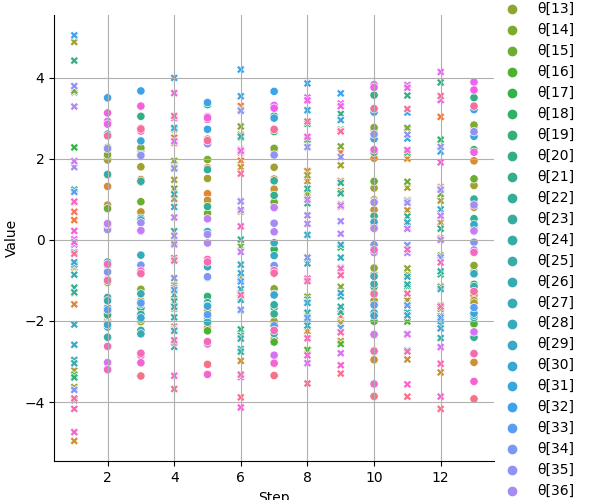 Value
4
2
0
−2
−4
2
4
6
8
10
12
Step
θ[13]
θ[14]
θ[15]
θ[16]
θ[17]
θ[18]
θ[19]
θ[20]
θ[21]
θ[22]
θ[23]
θ[24]
θ[25]
θ[26]
θ[27]
θ[28]
θ[29]
θ[30]
θ[31]
θ[32]
θ[33]
θ[34]
θ[35]
θ[36]